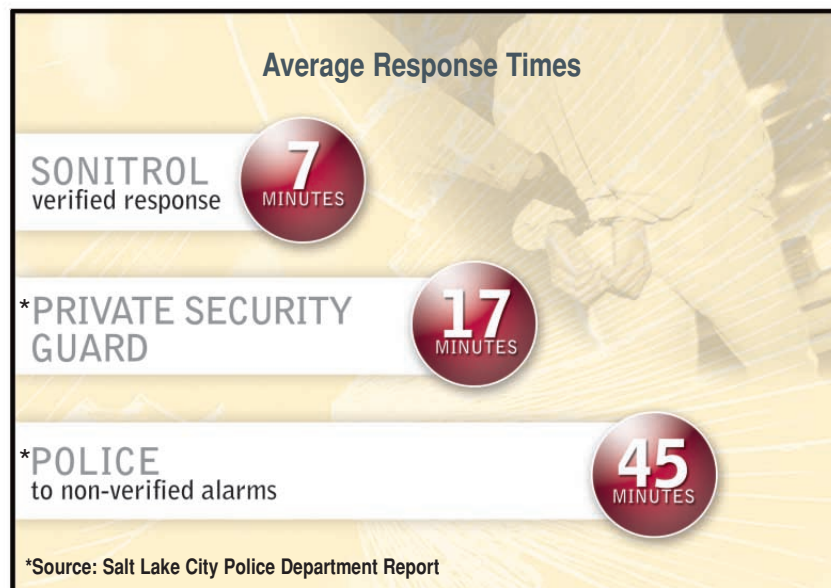 Average Response Times
SONITROL
verified response
7
MINUTES
*PRIVATE SECURITY
GUARD
17
MINUTES
*POLICE
to non-verified alarms
45
MINUTES
*Source: Salt Lake City Police Department Report